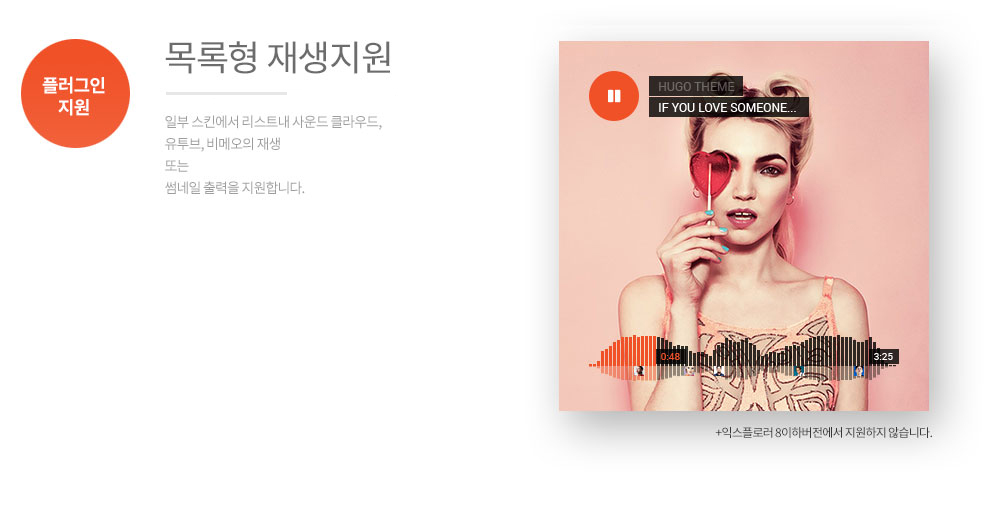 플러그인
지원
목록형 재생지원
일부 스킨에서 리스트내 사운드 클라우드,
유투브, 비메오의 재생
또는
썸네일 출력을 지원합니다.
HUGO THEME
IF YOU LOVE SOMEONE...
0:48
3:25
+익스플로러 8이하버전에서 지원하지 않습니다.